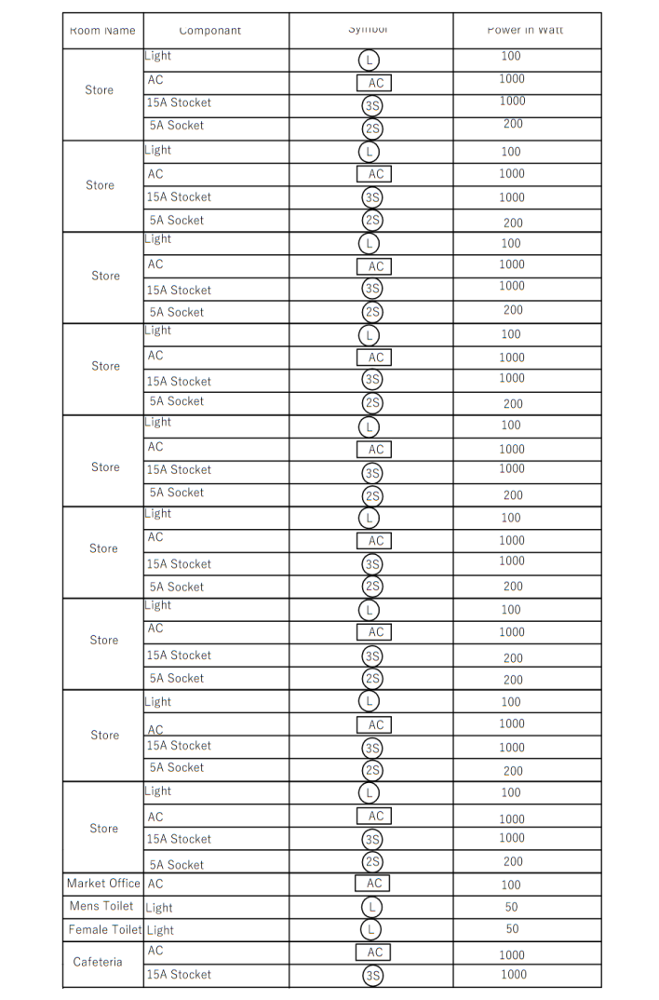 Room Name Componant Symbol Power in Watt
Light L 100
Store AC AC 1000
15A Stocket 3S 1000
5A Socket 2S 200
Light L 100
Store AC AC 1000
15A Stocket 3S 1000
5A Socket 2S 200
Light L 100
Store AC AC 1000
15A Stocket 3S 1000
5A Socket 2S 200
Light L 100
Store AC AC 1000
15A Stocket 3S 1000
5A Socket 2S 200
Light L 100
Store AC AC 1000
15A Stocket 3S 1000
5A Socket 2S 200
Light L 100
Store AC AC 1000
15A Stocket 3S 1000
5A Socket 2S 200
Light L 100
Store AC AC 1000
15A Stocket 3S 200
5A Socket 2S 200
Light L 100
Store AC AC 1000
15A Stocket 3S 1000
5A Socket 2S 200
Light L 100
Store AC AC 1000
15A Stocket 3S 1000
5A Socket 2S 200
Market Office AC AC 100
Mens Toilet Light L 50
Female Toilet Light L 50
Cafeteria AC AC 1000
15A Stocket 3S 1000